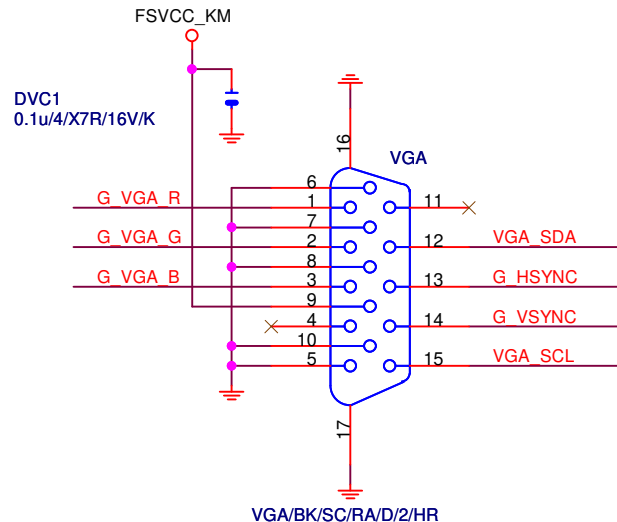 FSVCC_KM
DVC1
0.1u/4/X7R/16V/K
16
VGA
6
G_VGA_R 1 11
7
G_VGA_G 2 12 VGA_SDA
8
G_VGA_B 3 13 G_HSYNC
9
4 14 G_VSYNC
10
5 15 VGA_SCL
17
VGA/BK/SC/RA/D/2/HR